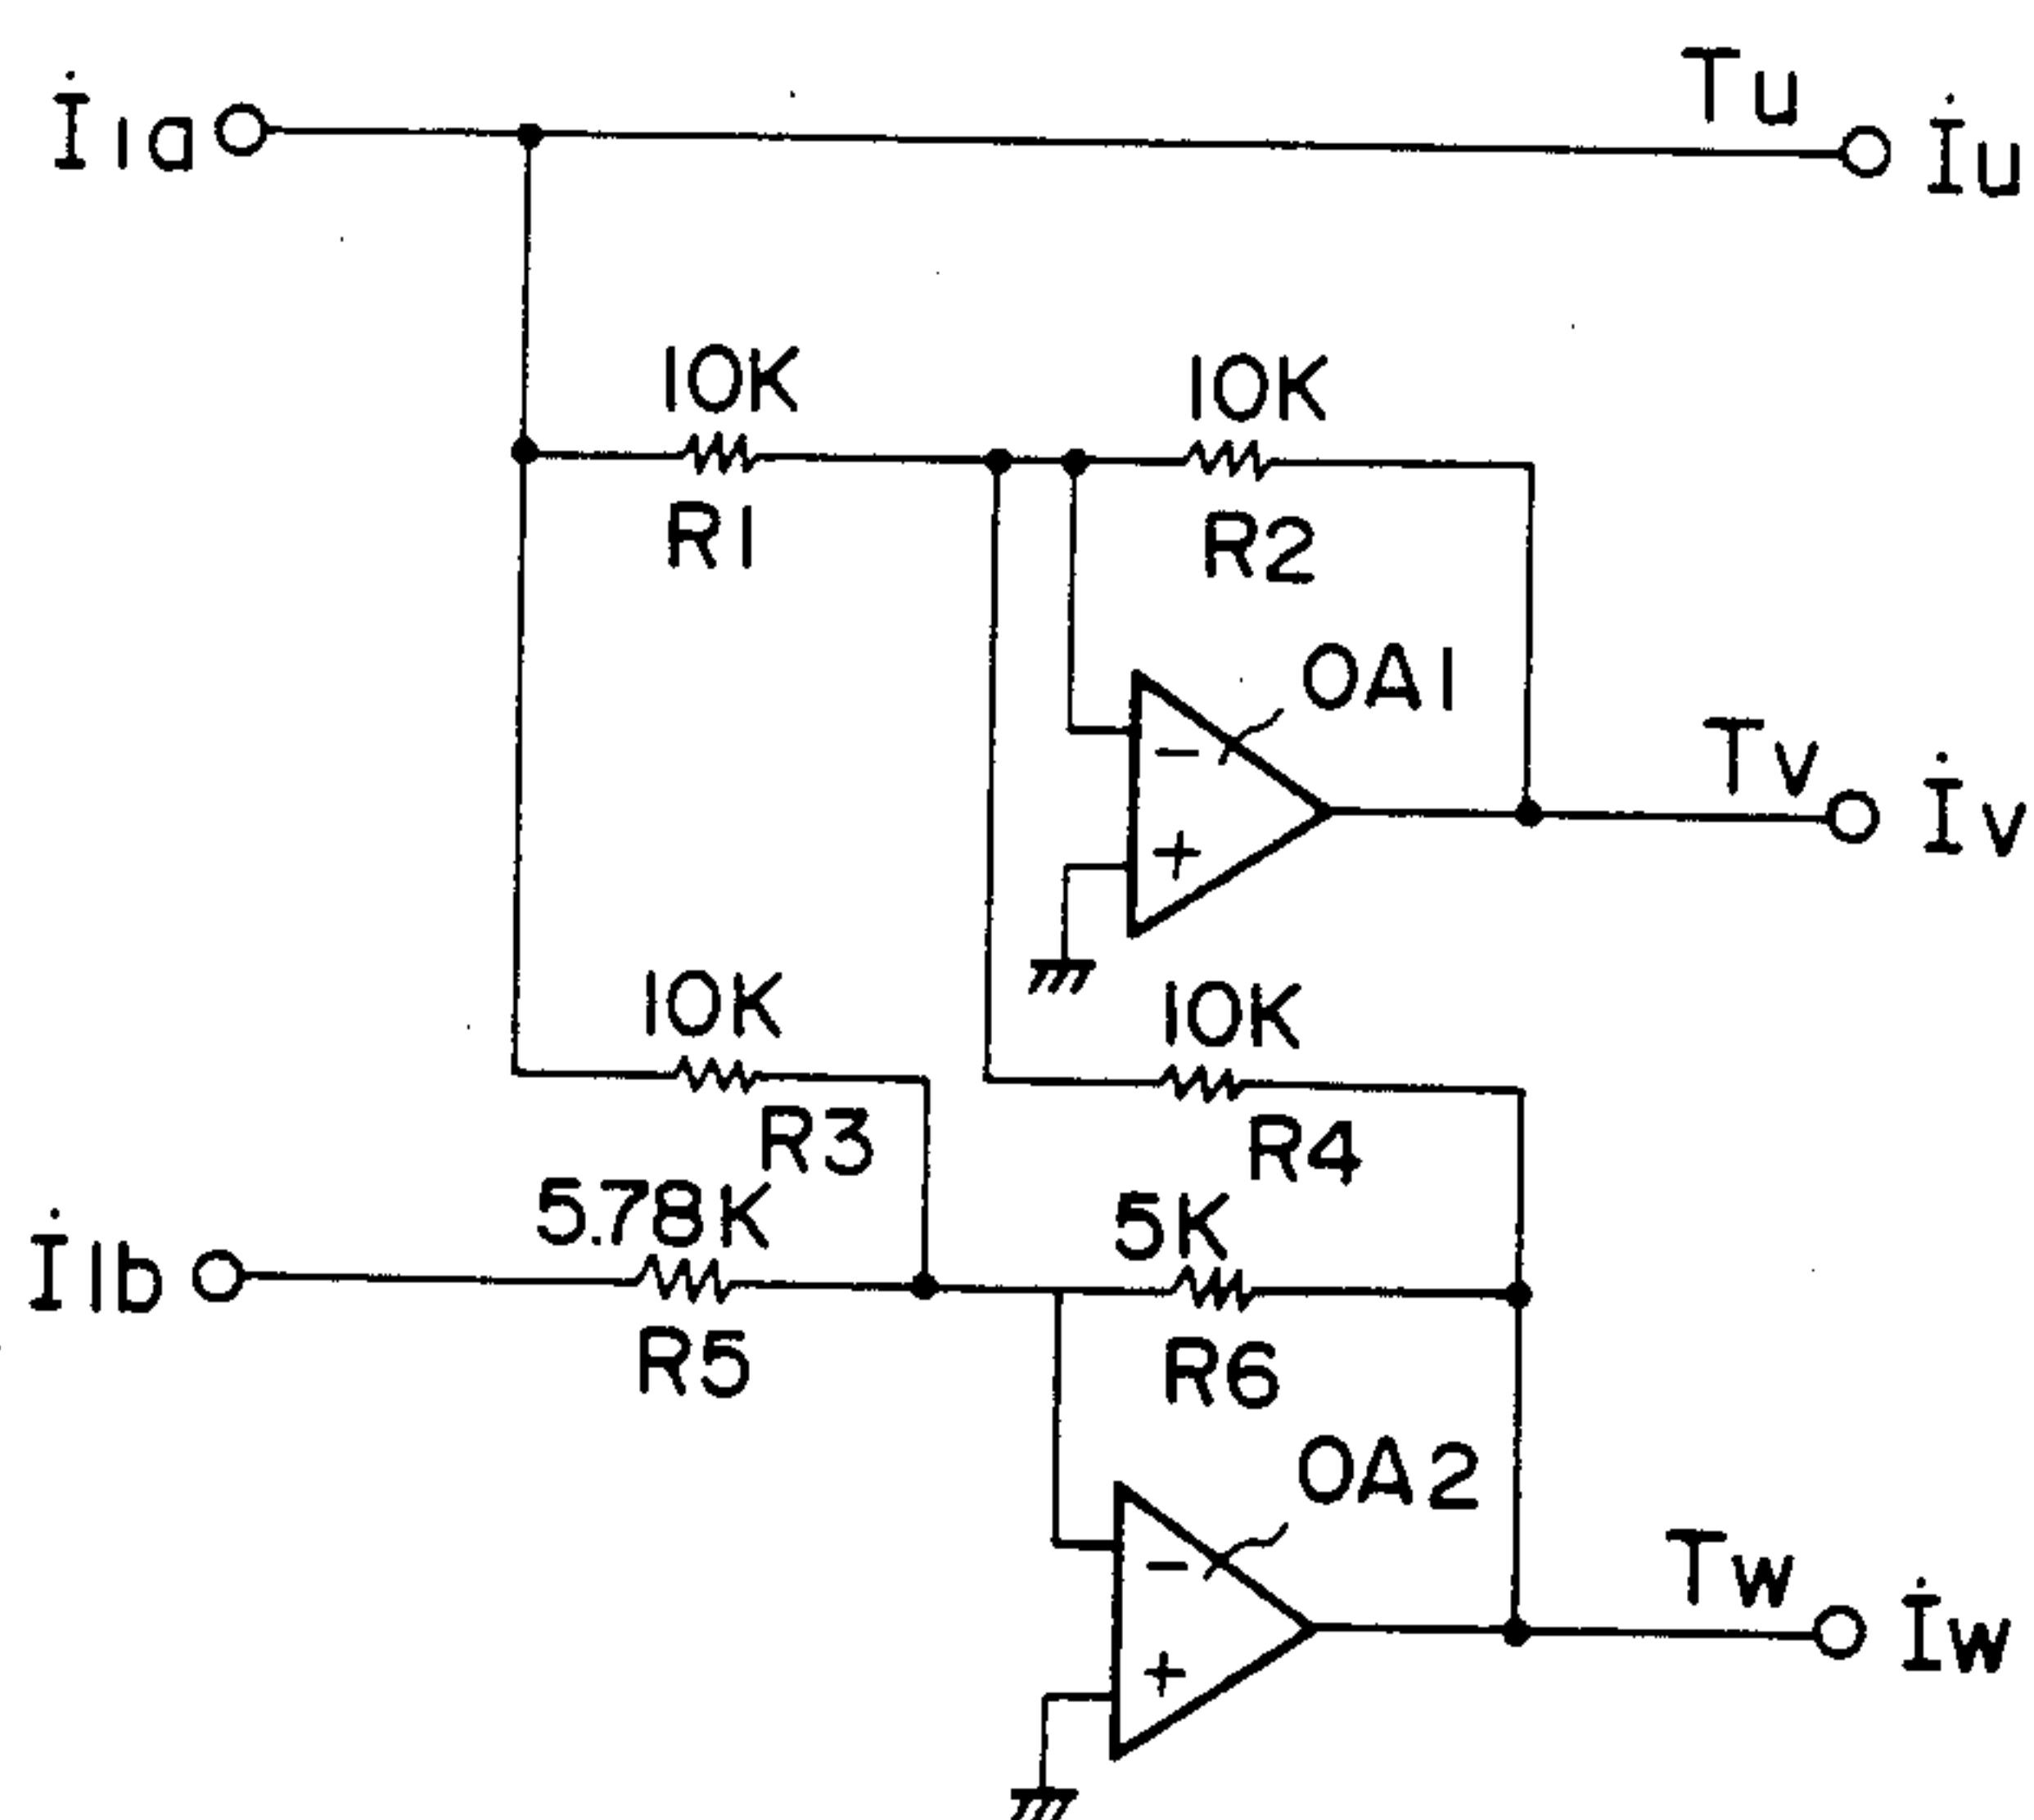 Tu
İ1a
İu
10K
10K
R1
R2
OA1
Tv
İv
−
+
10K
10K
R3
R4
5.78K
5K
İ1b
R5
R6
OA2
Tw
−
İw
+